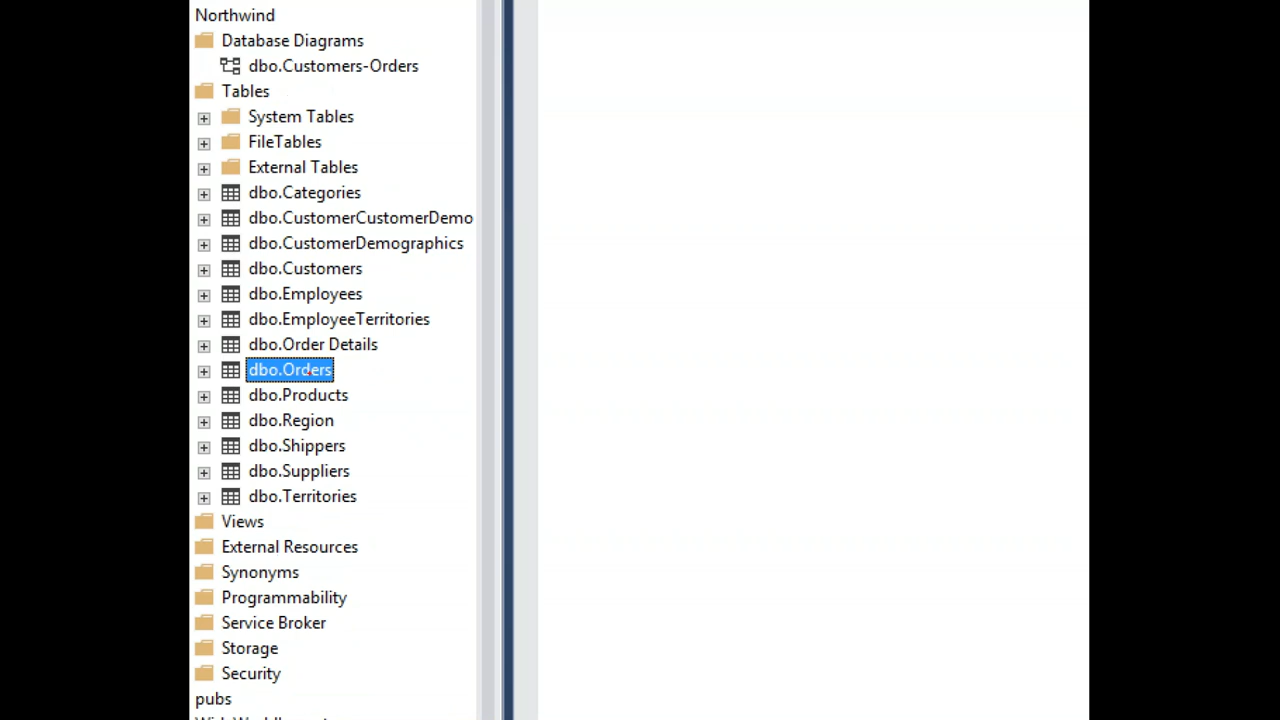 Northwind
Database Diagrams
dbo.Customers-Orders
Tables
System Tables
FileTables
External Tables
dbo.Categories
dbo.CustomerCustomerDemo
dbo.CustomerDemographics
dbo.Customers
dbo.Employees
dbo.EmployeeTerritories
dbo.Order Details
dbo.Orders
dbo.Products
dbo.Region
dbo.Shippers
dbo.Suppliers
dbo.Territories
Views
External Resources
Synonyms
Programmability
Service Broker
Storage
Security
pubs